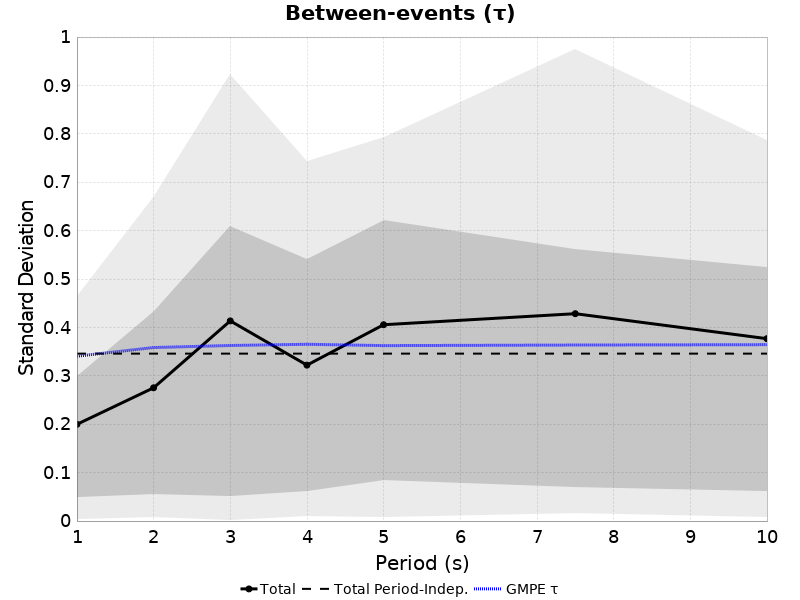 Between-events (τ)
1
0.9
0.8
0.7
0.6
0.5
0.4
0.3
0.2
0.1
0
Standard Deviation
1 2 3 4 5 6 7 8 9 10
Period (s)
Total Total Period-Indep. GMPE τ